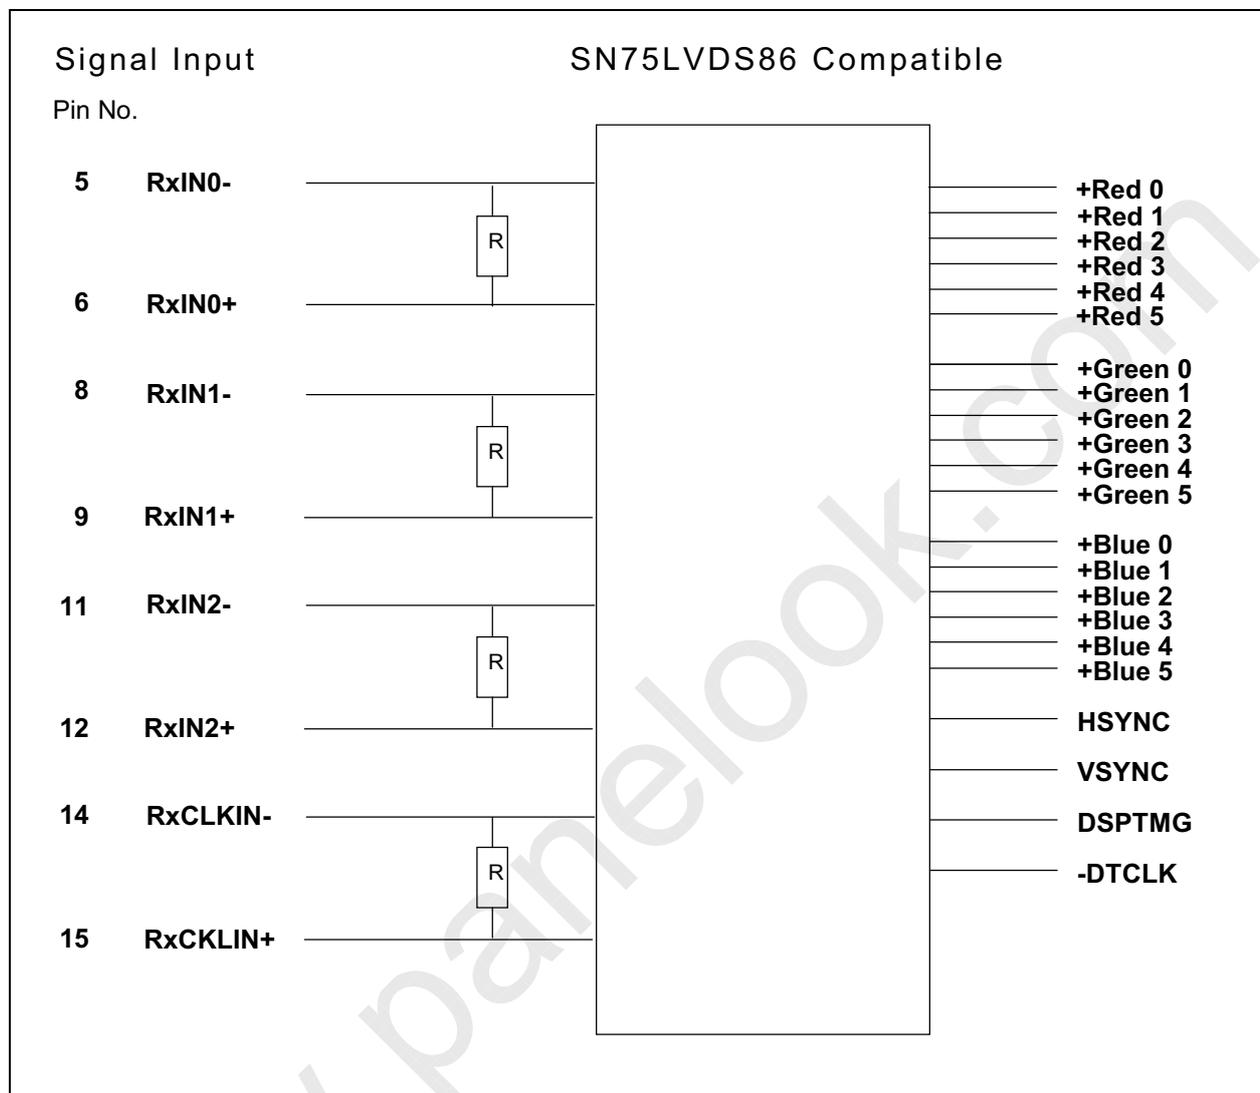 Signal Input SN75LVDS86 Compatible
Pin No.
5 RxIN0-
R
6 RxIN0+
8 RxIN1-
R
9 RxIN1+
11 RxIN2-
R
12 RxIN2+
14 RxCLKIN-
R
15 RxCKLIN+
+Red 0
+Red 1
+Red 2
+Red 3
+Red 4
+Red 5
+Green 0
+Green 1
+Green 2
+Green 3
+Green 4
+Green 5
+Blue 0
+Blue 1
+Blue 2
+Blue 3
+Blue 4
+Blue 5
HSYNC
VSYNC
DSPTMG
-DTCLK
panelook.com